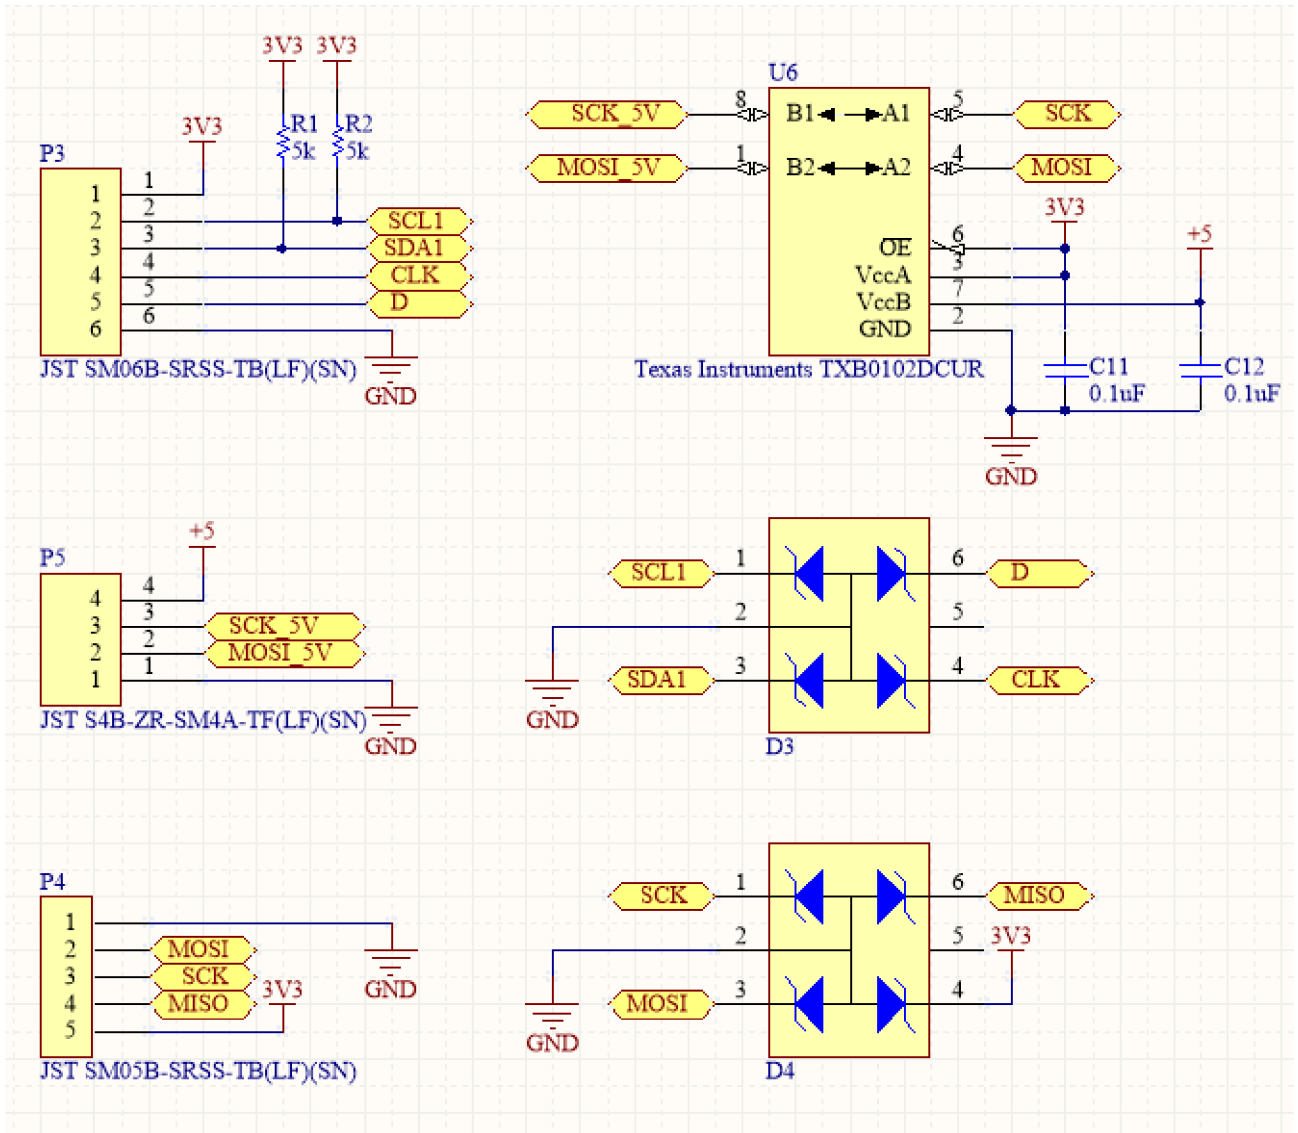 3V3 3V3
3V3
R1 R2
5k 5k
P3
1 1
2 2 SCL1
3 3 SDA1
4 4 CLK
5 5 D
6 6
JST SM06B-SRSS-TB(LF)(SN)
GND
U6
SCK_5V 8 B1 A1 5 SCK
MOSI_5V 1 B2 A2 4 MOSI
3V3
+5
OE 6
VccA 3
VccB 7
GND 2
Texas Instruments TXB0102DCUR
C11
0.1uF
C12
0.1uF
GND
+5
P5
4 4
3 3 SCK_5V
2 2 MOSI_5V
1 1
JST S4B-ZR-SM4A-TF(LF)(SN)
GND
SCL1 1 6 D
2 5
SDA1 3 4 CLK
GND
D3
P4
1
2 MOSI
3 SCK
4 MISO
5
3V3
GND
JST SM05B-SRSS-TB(LF)(SN)
SCK 1 6 MISO
2 5 3V3
MOSI 3 4
GND
D4